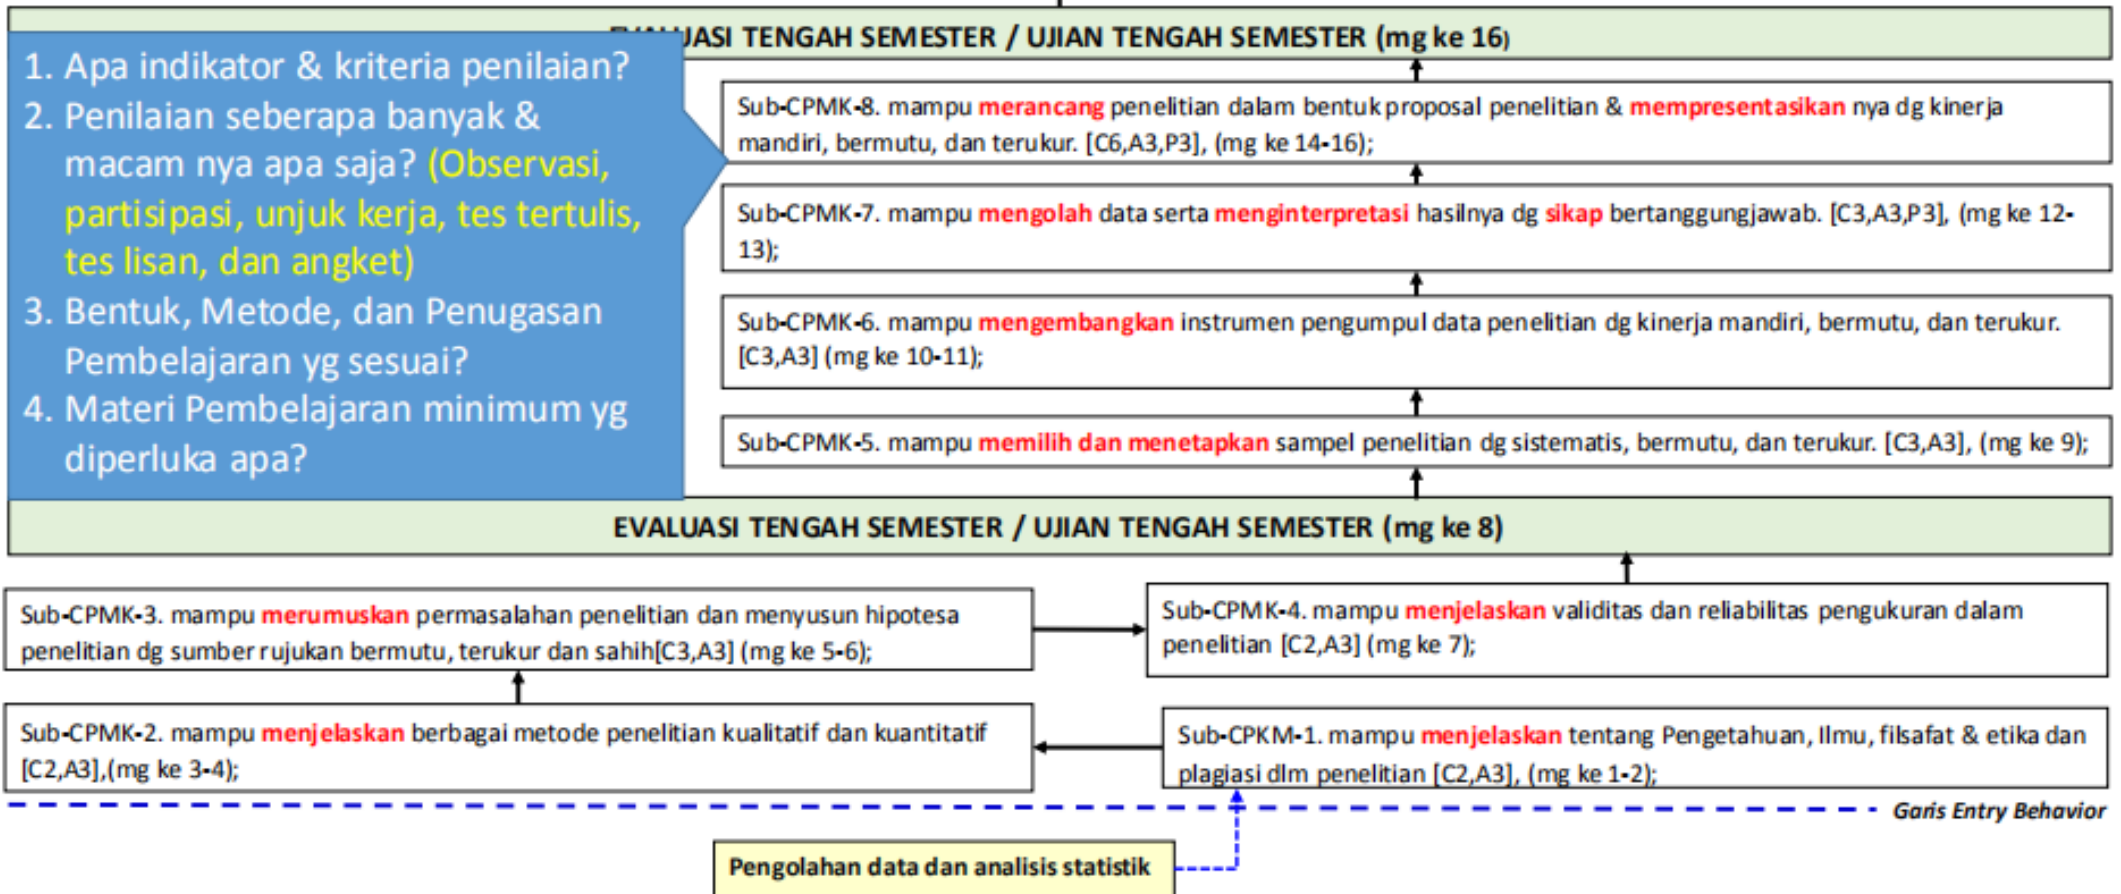 EVALUASI TENGAH SEMESTER / UJIAN TENGAH SEMESTER (mg ke 16)
1. Apa indikator & kriteria penilaian?
2. Penilaian seberapa banyak &
macam nya apa saja? (Observasi,
partisipasi, unjuk kerja, tes tertulis,
tes lisan, dan angket)
3. Bentuk, Metode, dan Penugasan
Pembelajaran yg sesuai?
4. Materi Pembelajaran minimum yg
diperluka apa?
Sub-CPMK-8. mampu merancang penelitian dalam bentuk proposal penelitian & mempresentasikan nya dg kinerja
mandiri, bermutu, dan terukur. [C6,A3,P3], (mg ke 14-16);
Sub-CPMK-7. mampu mengolah data serta menginterpretasi hasilnya dg sikap bertanggungjawab. [C3,A3,P3], (mg ke 12-
13);
Sub-CPMK-6. mampu mengembangkan instrumen pengumpul data penelitian dg kinerja mandiri, bermutu, dan terukur.
[C3,A3] (mg ke 10-11);
Sub-CPMK-5. mampu memilih dan menetapkan sampel penelitian dg sistematis, bermutu, dan terukur. [C3,A3], (mg ke 9);
EVALUASI TENGAH SEMESTER / UJIAN TENGAH SEMESTER (mg ke 8)
Sub-CPMK-3. mampu merumuskan permasalahan penelitian dan menyusun hipotesa
penelitian dg sumber rujukan bermutu, terukur dan sahih[C3,A3] (mg ke 5-6);
Sub-CPMK-4. mampu menjelaskan validitas dan reliabilitas pengukuran dalam
penelitian [C2,A3] (mg ke 7);
Sub-CPMK-2. mampu menjelaskan berbagai metode penelitian kualitatif dan kuantitatif
[C2,A3],(mg ke 3-4);
Sub-CPKM-1. mampu menjelaskan tentang Pengetahuan, Ilmu, filsafat & etika dan
plagiasi dlm penelitian [C2,A3], (mg ke 1-2);
Garis Entry Behavior
Pengolahan data dan analisis statistik